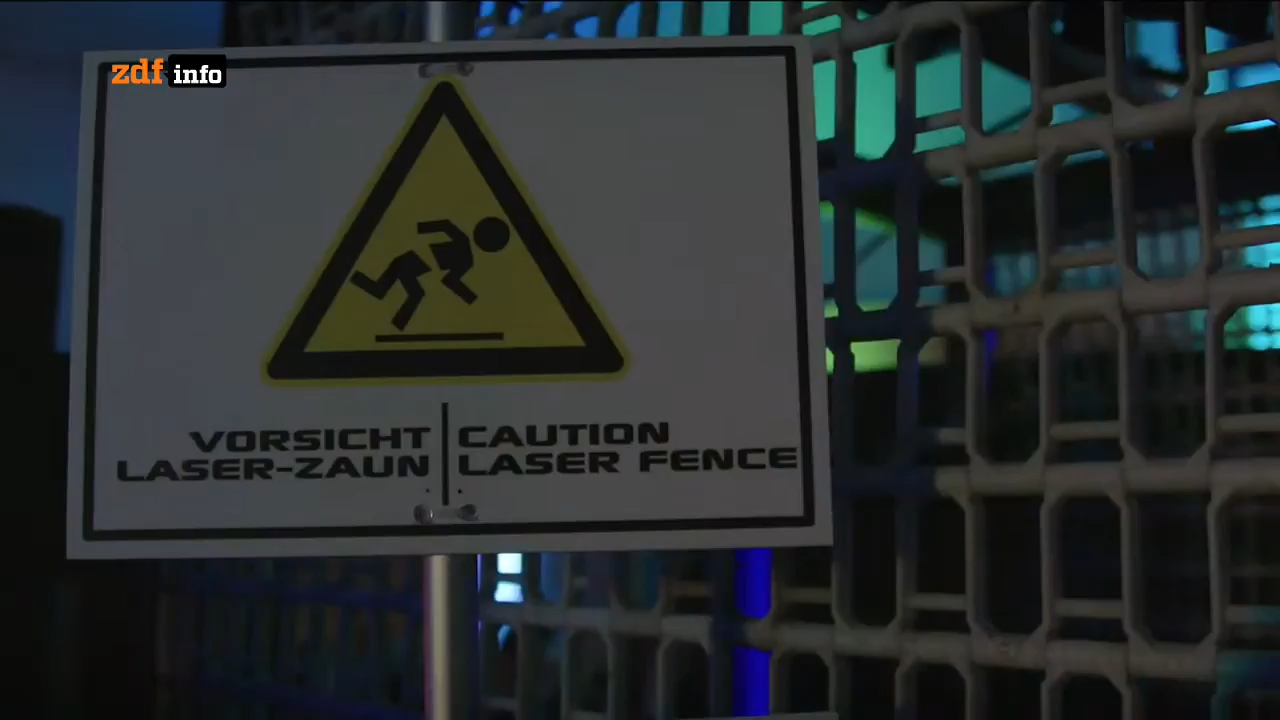 zdf info
VORSICHT
LASER-ZAUN
CAUTION
LASER FENCE